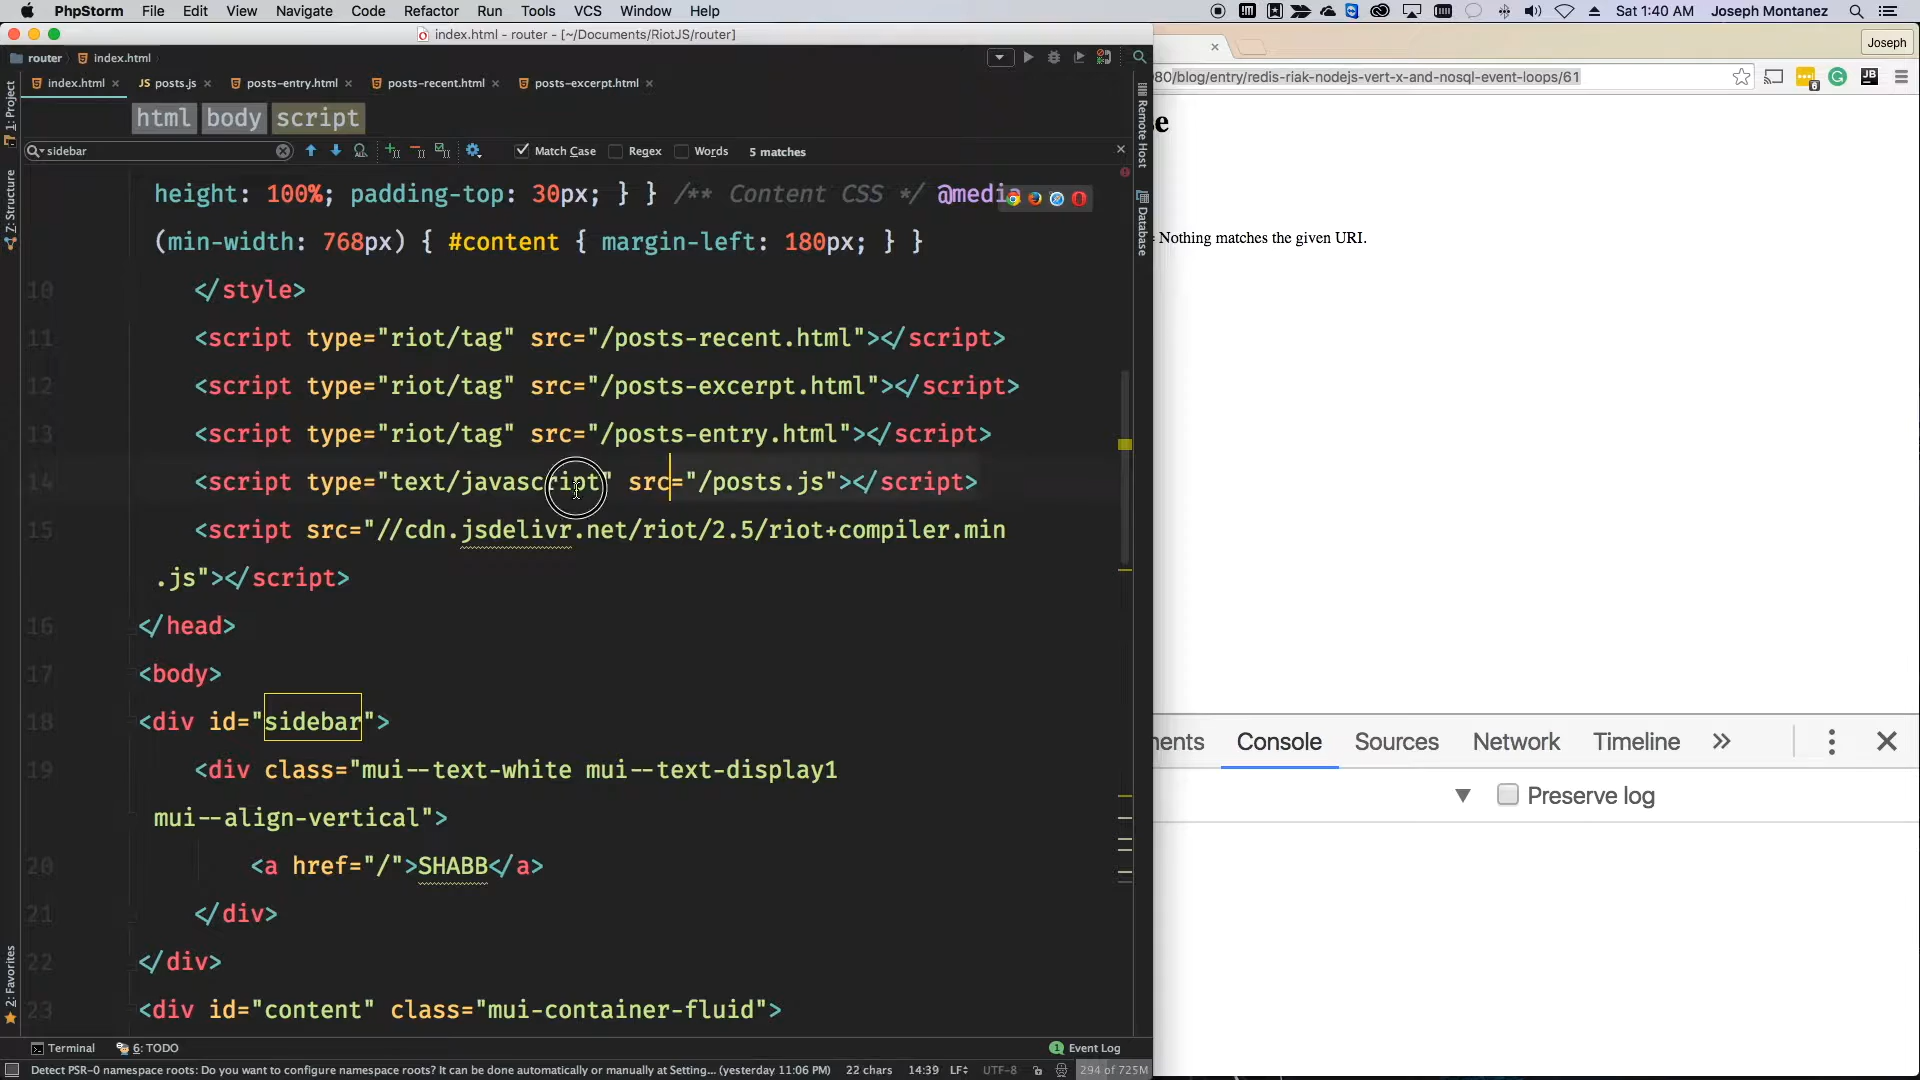 PhpStorm File Edit View Navigate Code Refactor Run Tools VCS Window Help Sat 1:40 AM Joseph Montanez
index.html - router - [~/Documents/RiotJS/router]
Joseph
router index.html
80/blog/entry/redis-riak-nodejs-vert-x-and-nosql-event-loops/61
index.html posts.js posts-entry.html posts-recent.html posts-excerpt.html
1: Project
Z: Structure
2: Favorites
Remote Host
Database
html body script
sidebar Match Case Regex Words 5 matches
height: 100%; padding-top: 30px; } } /** Content CSS */ @media
(min-width: 768px) { #content { margin-left: 180px; } }
10 </style>
11 <script type="riot/tag" src="/posts-recent.html"></script>
12 <script type="riot/tag" src="/posts-excerpt.html"></script>
13 <script type="riot/tag" src="/posts-entry.html"></script>
14 <script type="text/javascript" src="/posts.js"></script>
15 <script src="//cdn.jsdelivr.net/riot/2.5/riot+compiler.min
.js"></script>
16 </head>
17 <body>
18 <div id="sidebar">
19 <div class="mui--text-white mui--text-display1
mui--align-vertical">
20 <a href="/">SHABB</a>
21 </div>
22 </div>
23 <div id="content" class="mui-container-fluid">
Nothing matches the given URI.
Console Sources Network Timeline
Preserve log
Terminal 6: TODO 1 Event Log
Detect PSR-0 namespace roots: Do you want to configure namespace roots? It can be done automatically or manually at Setting... (yesterday 11:06 PM) 22 chars 14:39 LF÷ UTF-8 294 of 725M